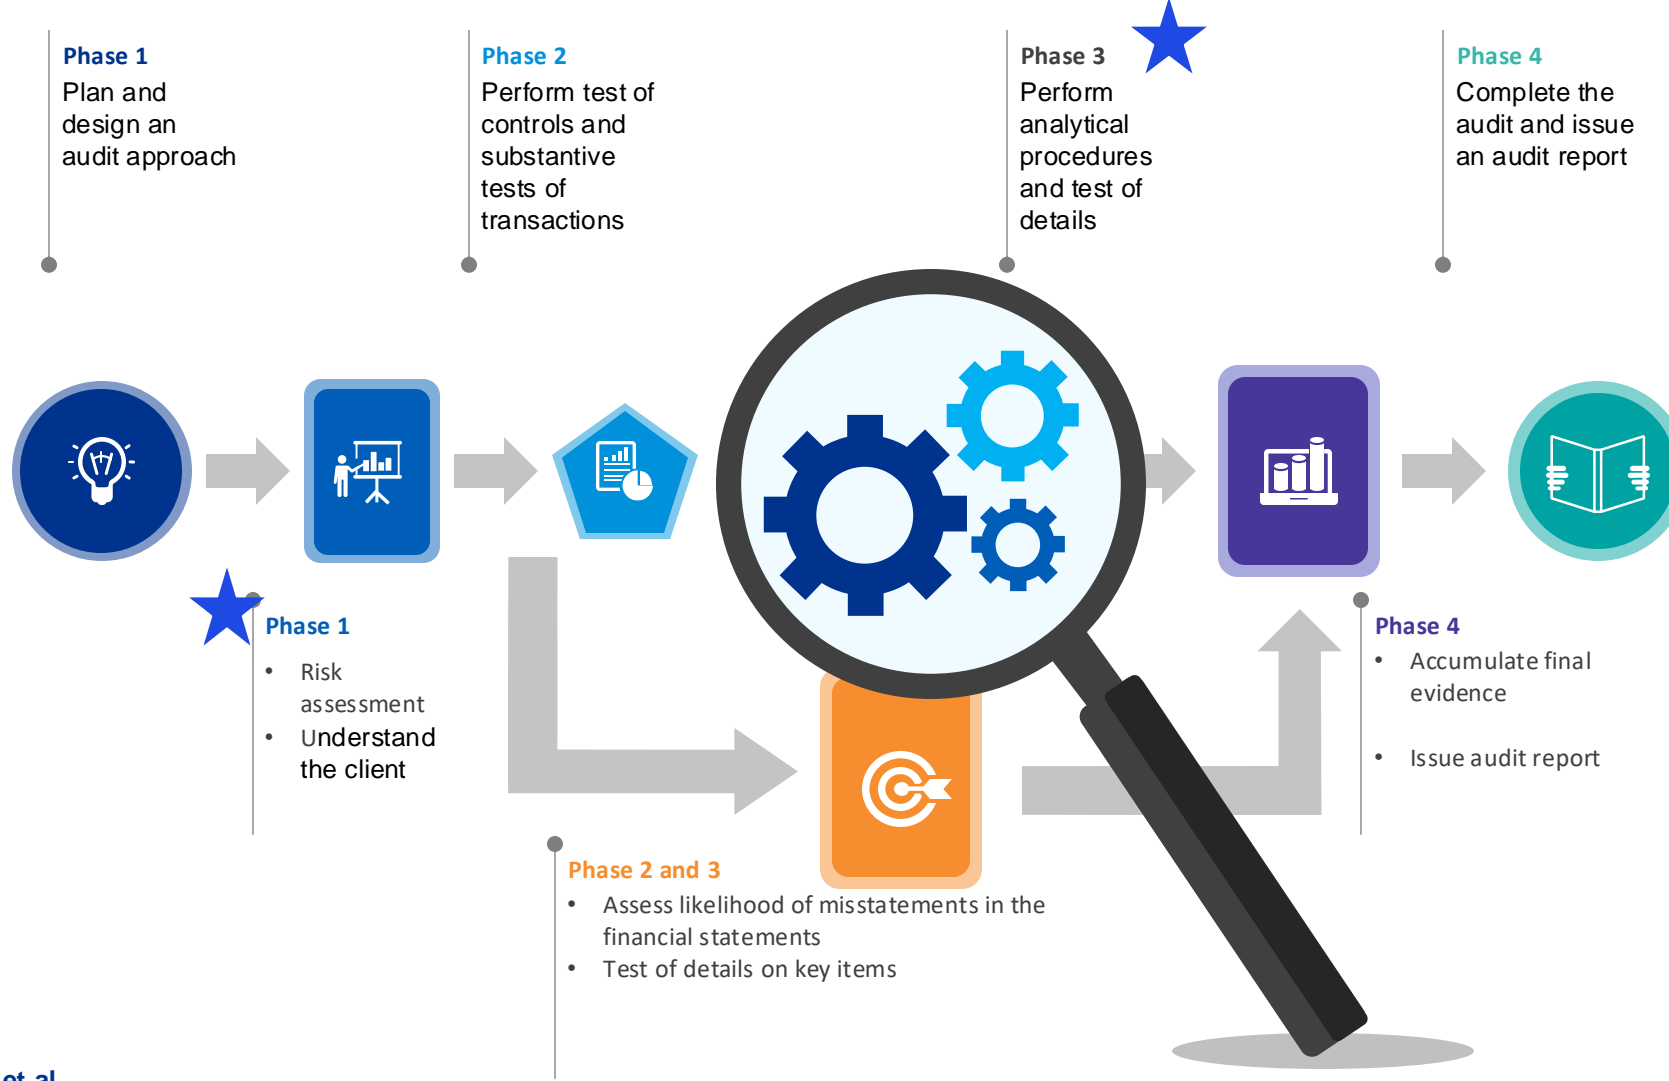 Phase 1
Plan and
design an
audit approach
Phase 2
Perform test of
controls and
substantive
tests of
transactions
Phase 3
Perform
analytical
procedures
and test of
details
Phase 4
Complete the
audit and issue
an audit report
Phase 1
• Risk
assessment
• Understand
the client
Phase 4
• Accumulate final
evidence
• Issue audit report
Phase 2 and 3
• Assess likelihood of misstatements in the
financial statements
• Test of details on key items
et al